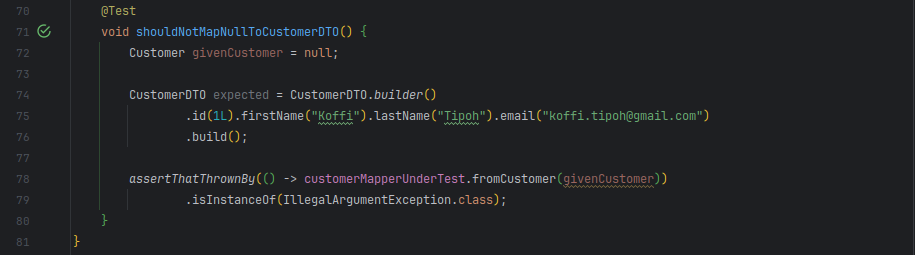 70 @Test
71 void shouldNotMapNullToCustomerDTO() {
72 Customer givenCustomer = null;
73
74 CustomerDTO expected = CustomerDTO.builder()
75 .id(1L).firstName("Koffi").lastName("Tipoh").email("koffi.tipoh@gmail.com")
76 .build();
77
78 assertThatThrownBy(() -> customerMapperUnderTest.fromCustomer(givenCustomer))
79 .isInstanceOf(IllegalArgumentException.class);
80 }
81 }